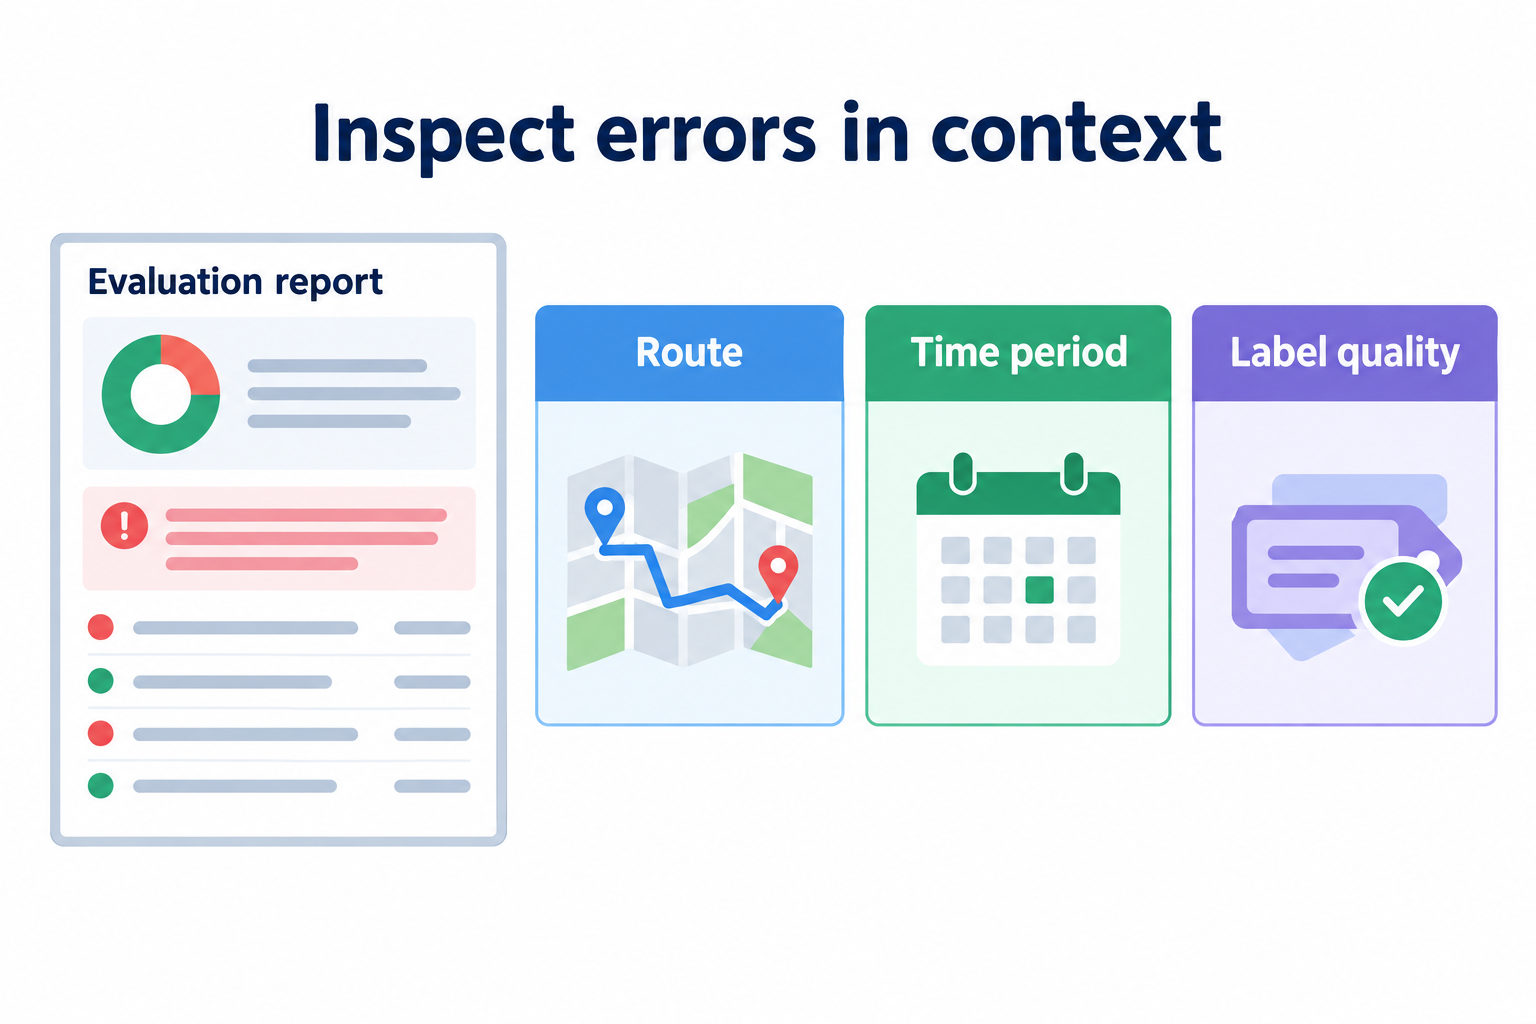 Inspect errors in context
Evaluation report
Route
Time period
Label quality